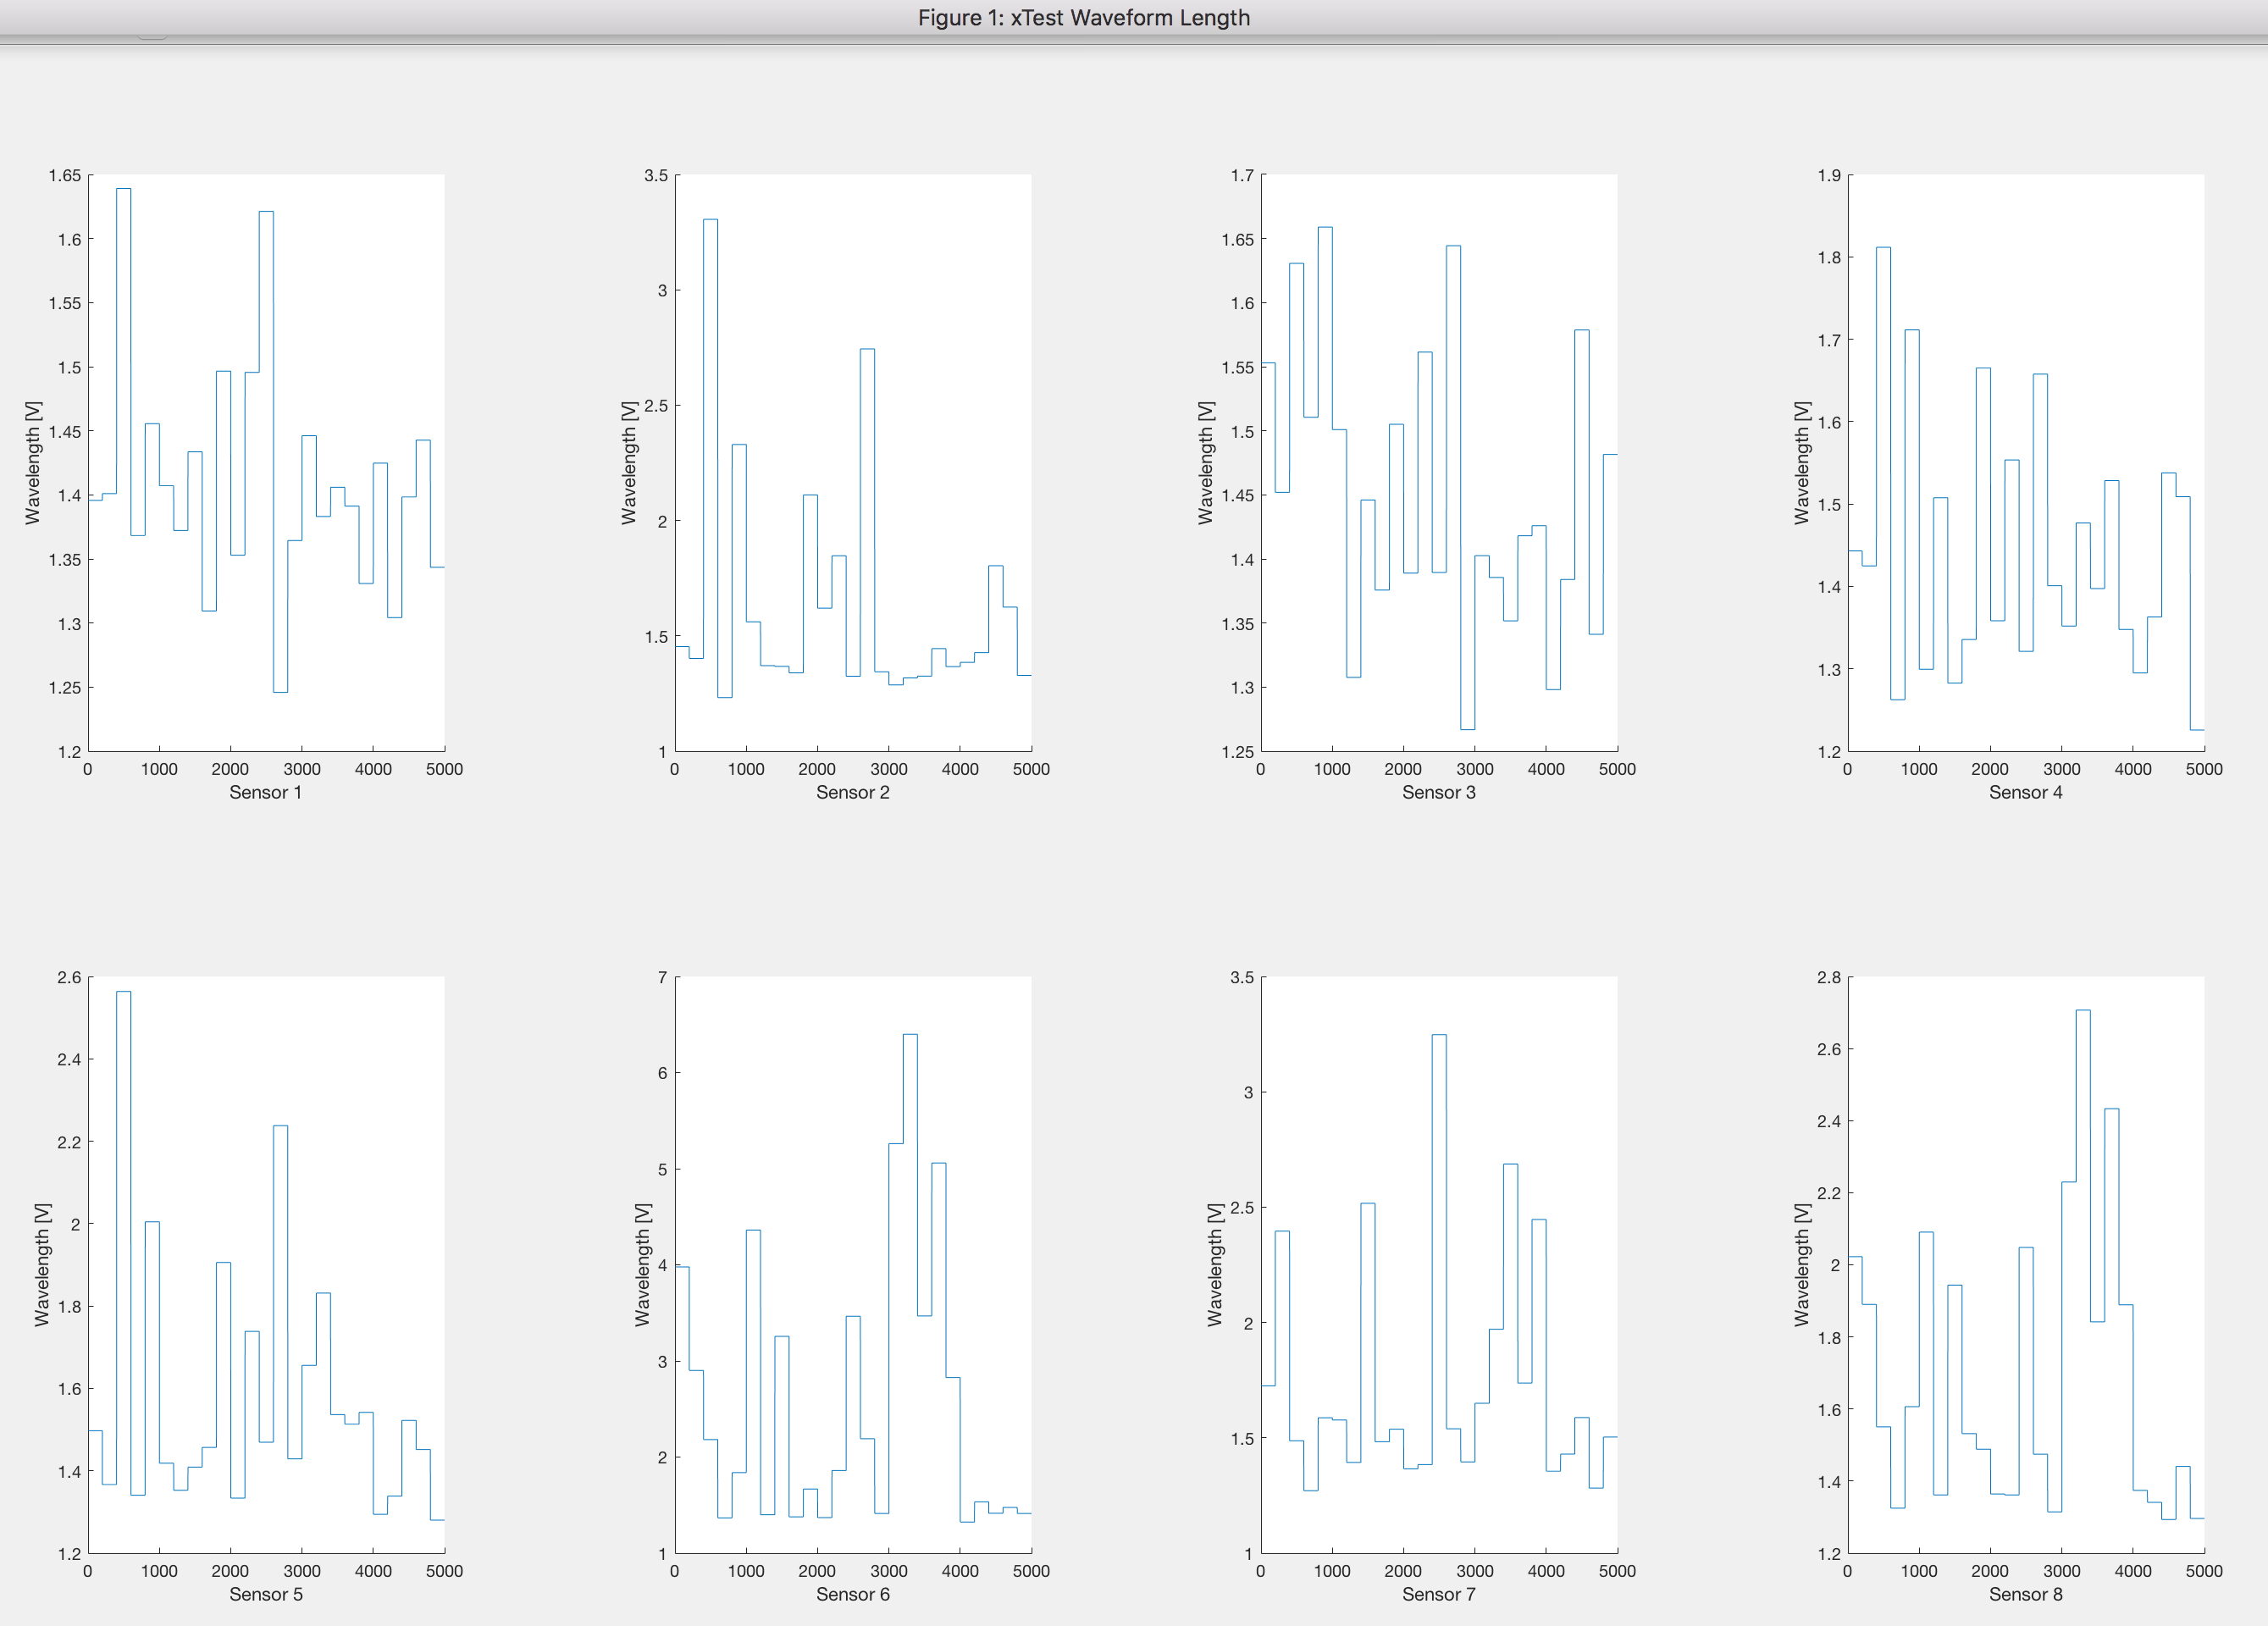 Figure 1: xTest Waveform Length
1.65
1.6
1.55
1.5
1.45
1.4
1.35
1.3
1.25
1.2
Wavelength [V]
0 1000 2000 3000 4000 5000
Sensor 1
3.5
3
2.5
2
1.5
1
Wavelength [V]
0 1000 2000 3000 4000 5000
Sensor 2
1.7
1.65
1.6
1.55
1.5
1.45
1.4
1.35
1.3
1.25
Wavelength [V]
0 1000 2000 3000 4000 5000
Sensor 3
1.9
1.8
1.7
1.6
1.5
1.4
1.3
1.2
Wavelength [V]
0 1000 2000 3000 4000 5000
Sensor 4
2.6
2.4
2.2
2
1.8
1.6
1.4
1.2
Wavelength [V]
0 1000 2000 3000 4000 5000
Sensor 5
7
6
5
4
3
2
1
Wavelength [V]
0 1000 2000 3000 4000 5000
Sensor 6
3.5
3
2.5
2
1.5
1
Wavelength [V]
0 1000 2000 3000 4000 5000
Sensor 7
2.8
2.6
2.4
2.2
2
1.8
1.6
1.4
1.2
Wavelength [V]
0 1000 2000 3000 4000 5000
Sensor 8